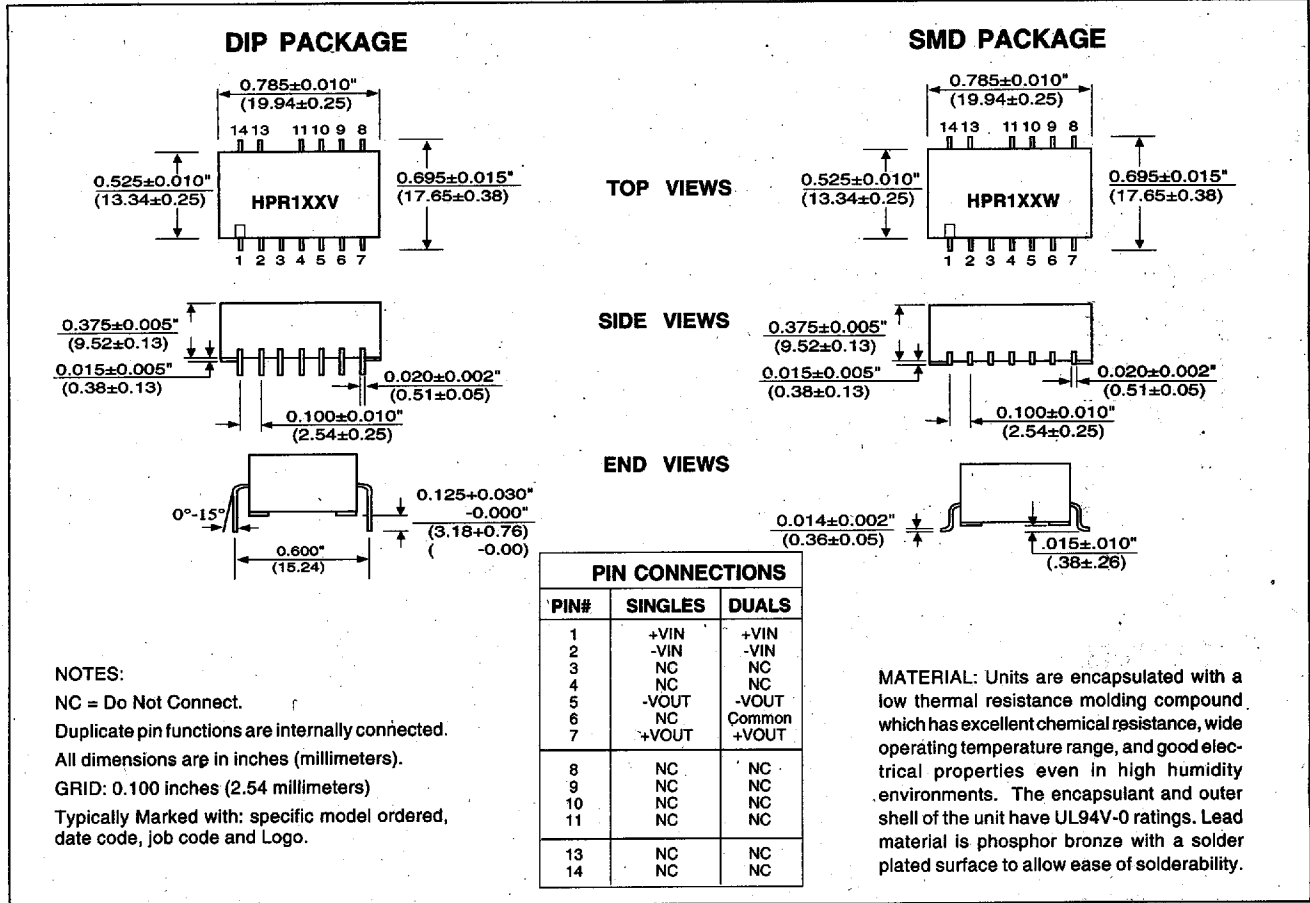 DIP PACKAGE
0.785±0.010"
(19.94±0.25)
14 13 11 10 9 8
0.525±0.010"
(13.34±0.25)
HPR1XXV
0.695±0.015"
(17.65±0.38)
1 2 3 4 5 6 7
TOP VIEWS
SMD PACKAGE
0.785±0.010"
(19.94±0.25)
14 13 11 10 9 8
0.525±0.010"
(13.34±0.25)
HPR1XXW
0.695±0.015"
(17.65±0.38)
1 2 3 4 5 6 7
0.375±0.005"
(9.52±0.13)
0.015±0.005"
(0.38±0.13)
0.020±0.002"
(0.51±0.05)
0.100±0.010"
(2.54±0.25)
SIDE VIEWS
0.375±0.005"
(9.52±0.13)
0.015±0.005"
(0.38±0.13)
0.020±0.002"
(0.51±0.05)
0.100±0.010"
(2.54±0.25)
END VIEWS
0°-15°
0.125+0.030"
-0.000"
(3.18+0.76)
( -0.00)
0.600"
(15.24)
0.014±0.002"
(0.36±0.05)
.015±.010"
(.38±.26)
PIN CONNECTIONS
PIN# SINGLES DUALS
1 +VIN +VIN
2 -VIN -VIN
3 NC NC
4 NC NC
5 -VOUT -VOUT
6 NC Common
7 +VOUT +VOUT
8 NC NC
9 NC NC
10 NC NC
11 NC NC
13 NC NC
14 NC NC
NOTES:
NC = Do Not Connect.
Duplicate pin functions are internally connected.
All dimensions are in inches (millimeters).
GRID: 0.100 inches (2.54 millimeters)
Typically Marked with: specific model ordered,
date code, job code and Logo.
MATERIAL: Units are encapsulated with a
low thermal resistance molding compound
which has excellent chemical resistance, wide
operating temperature range, and good elec-
trical properties even in high humidity
environments. The encapsulant and outer
shell of the unit have UL94V-0 ratings. Lead
material is phosphor bronze with a solder
plated surface to allow ease of solderability.